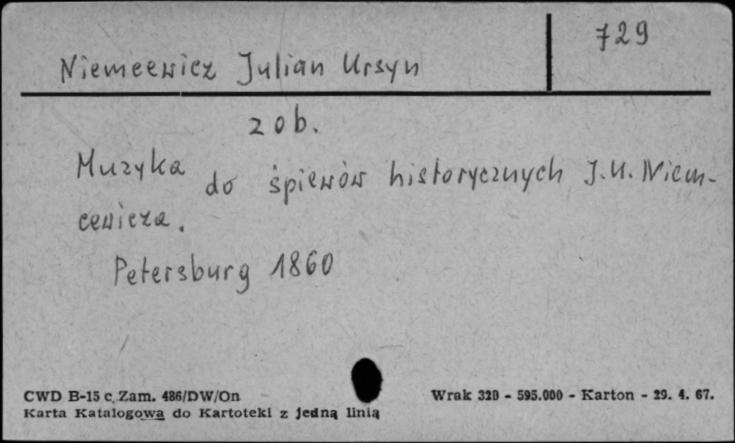 729
Niemcewicz Julian Ursyn
zob.
Muzyka do śpiewów historycznych J.U. Niem-
cewicza.
Petersburg 1860
CWD B-15 c. Zam. 486/DW/On
Wrak 320 - 595.000 - Karton - 29. 4. 67.
Karta Katalogowa do Kartoteki z jedną linią